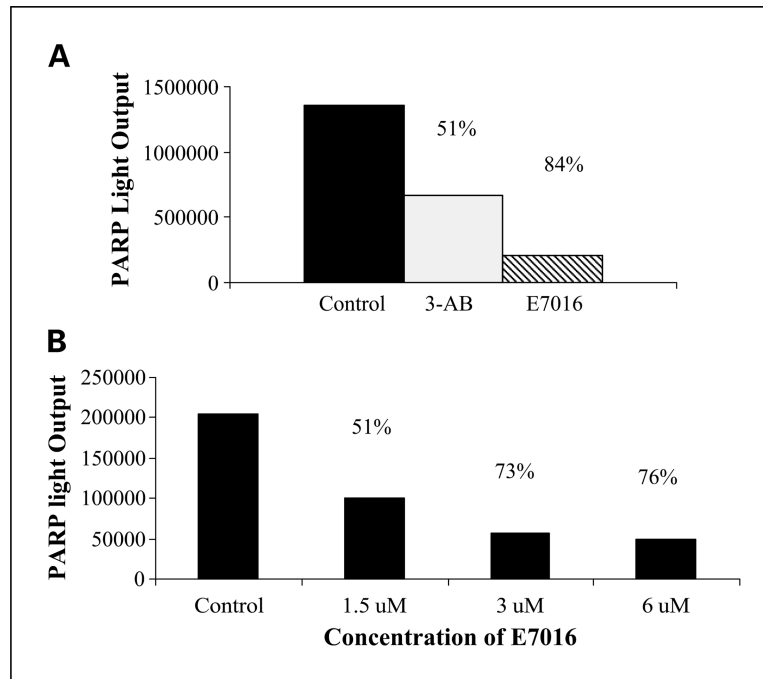 A
PARP Light Output
1500000
1000000
500000
0
51%
84%
Control 3-AB E7016
B
PARP light Output
250000
200000
150000
100000
50000
0
51%
73%
76%
Control 1.5 uM 3 uM 6 uM
Concentration of E7016